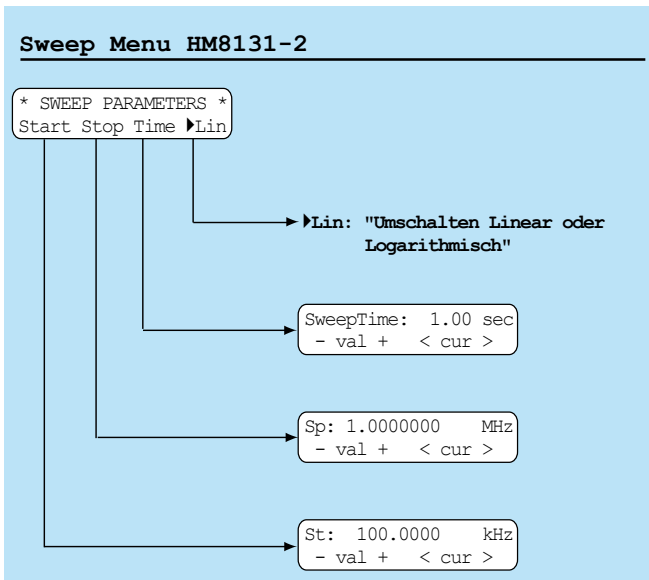 Sweep Menu HM8131-2
* SWEEP PARAMETERS *
Start Stop Time ▶Lin
▶Lin: "Umschalten Linear oder
Logarithmisch"
SweepTime: 1.00 sec
- val + < cur >
Sp: 1.0000000 MHz
- val + < cur >
St: 100.0000 kHz
- val + < cur >